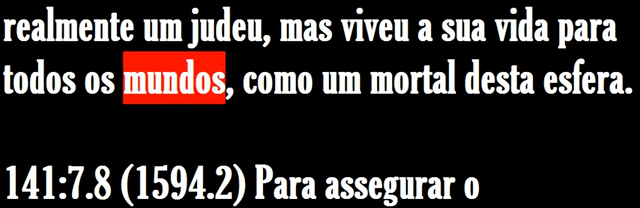 realmente um judeu, mas viveu a sua vida para
todos os mundos, como um mortal desta esfera.
141:7.8 (1594.2) Para assegurar o